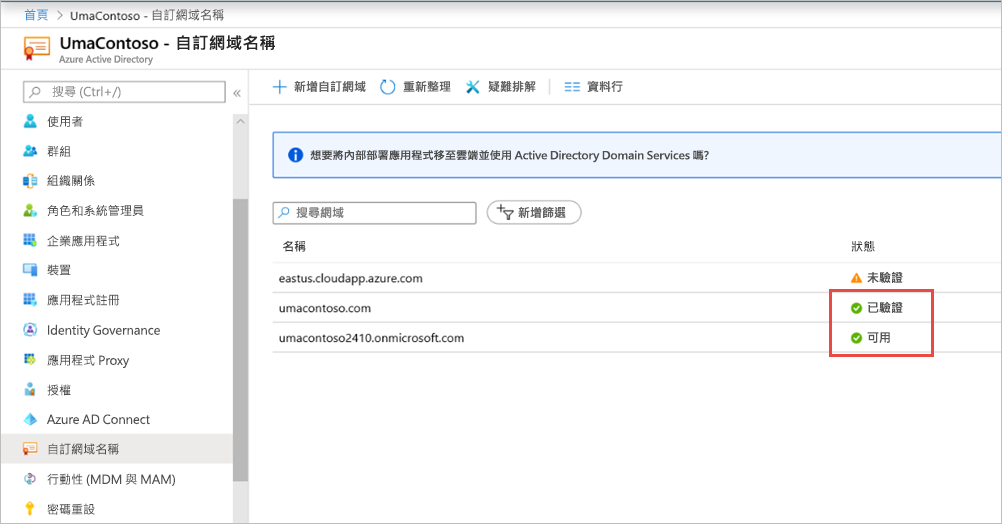 首頁 > UmaContoso - 自訂網域名稱
UmaContoso - 自訂網域名稱
Azure Active Directory
搜尋 (Ctrl+/)
«
使用者
群組
組織關係
角色和系統管理員
企業應用程式
裝置
應用程式註冊
Identity Governance
應用程式 Proxy
授權
Azure AD Connect
自訂網域名稱
行動性 (MDM 與 MAM)
密碼重設
新增自訂網域 重新整理 疑難排解 資料行
想要將內部部署應用程式移至雲端並使用 Active Directory Domain Services 嗎?
搜尋網域 新增篩選
名稱 狀態
eastus.cloudapp.azure.com 未驗證
umacontoso.com 已驗證
umacontoso2410.onmicrosoft.com 可用